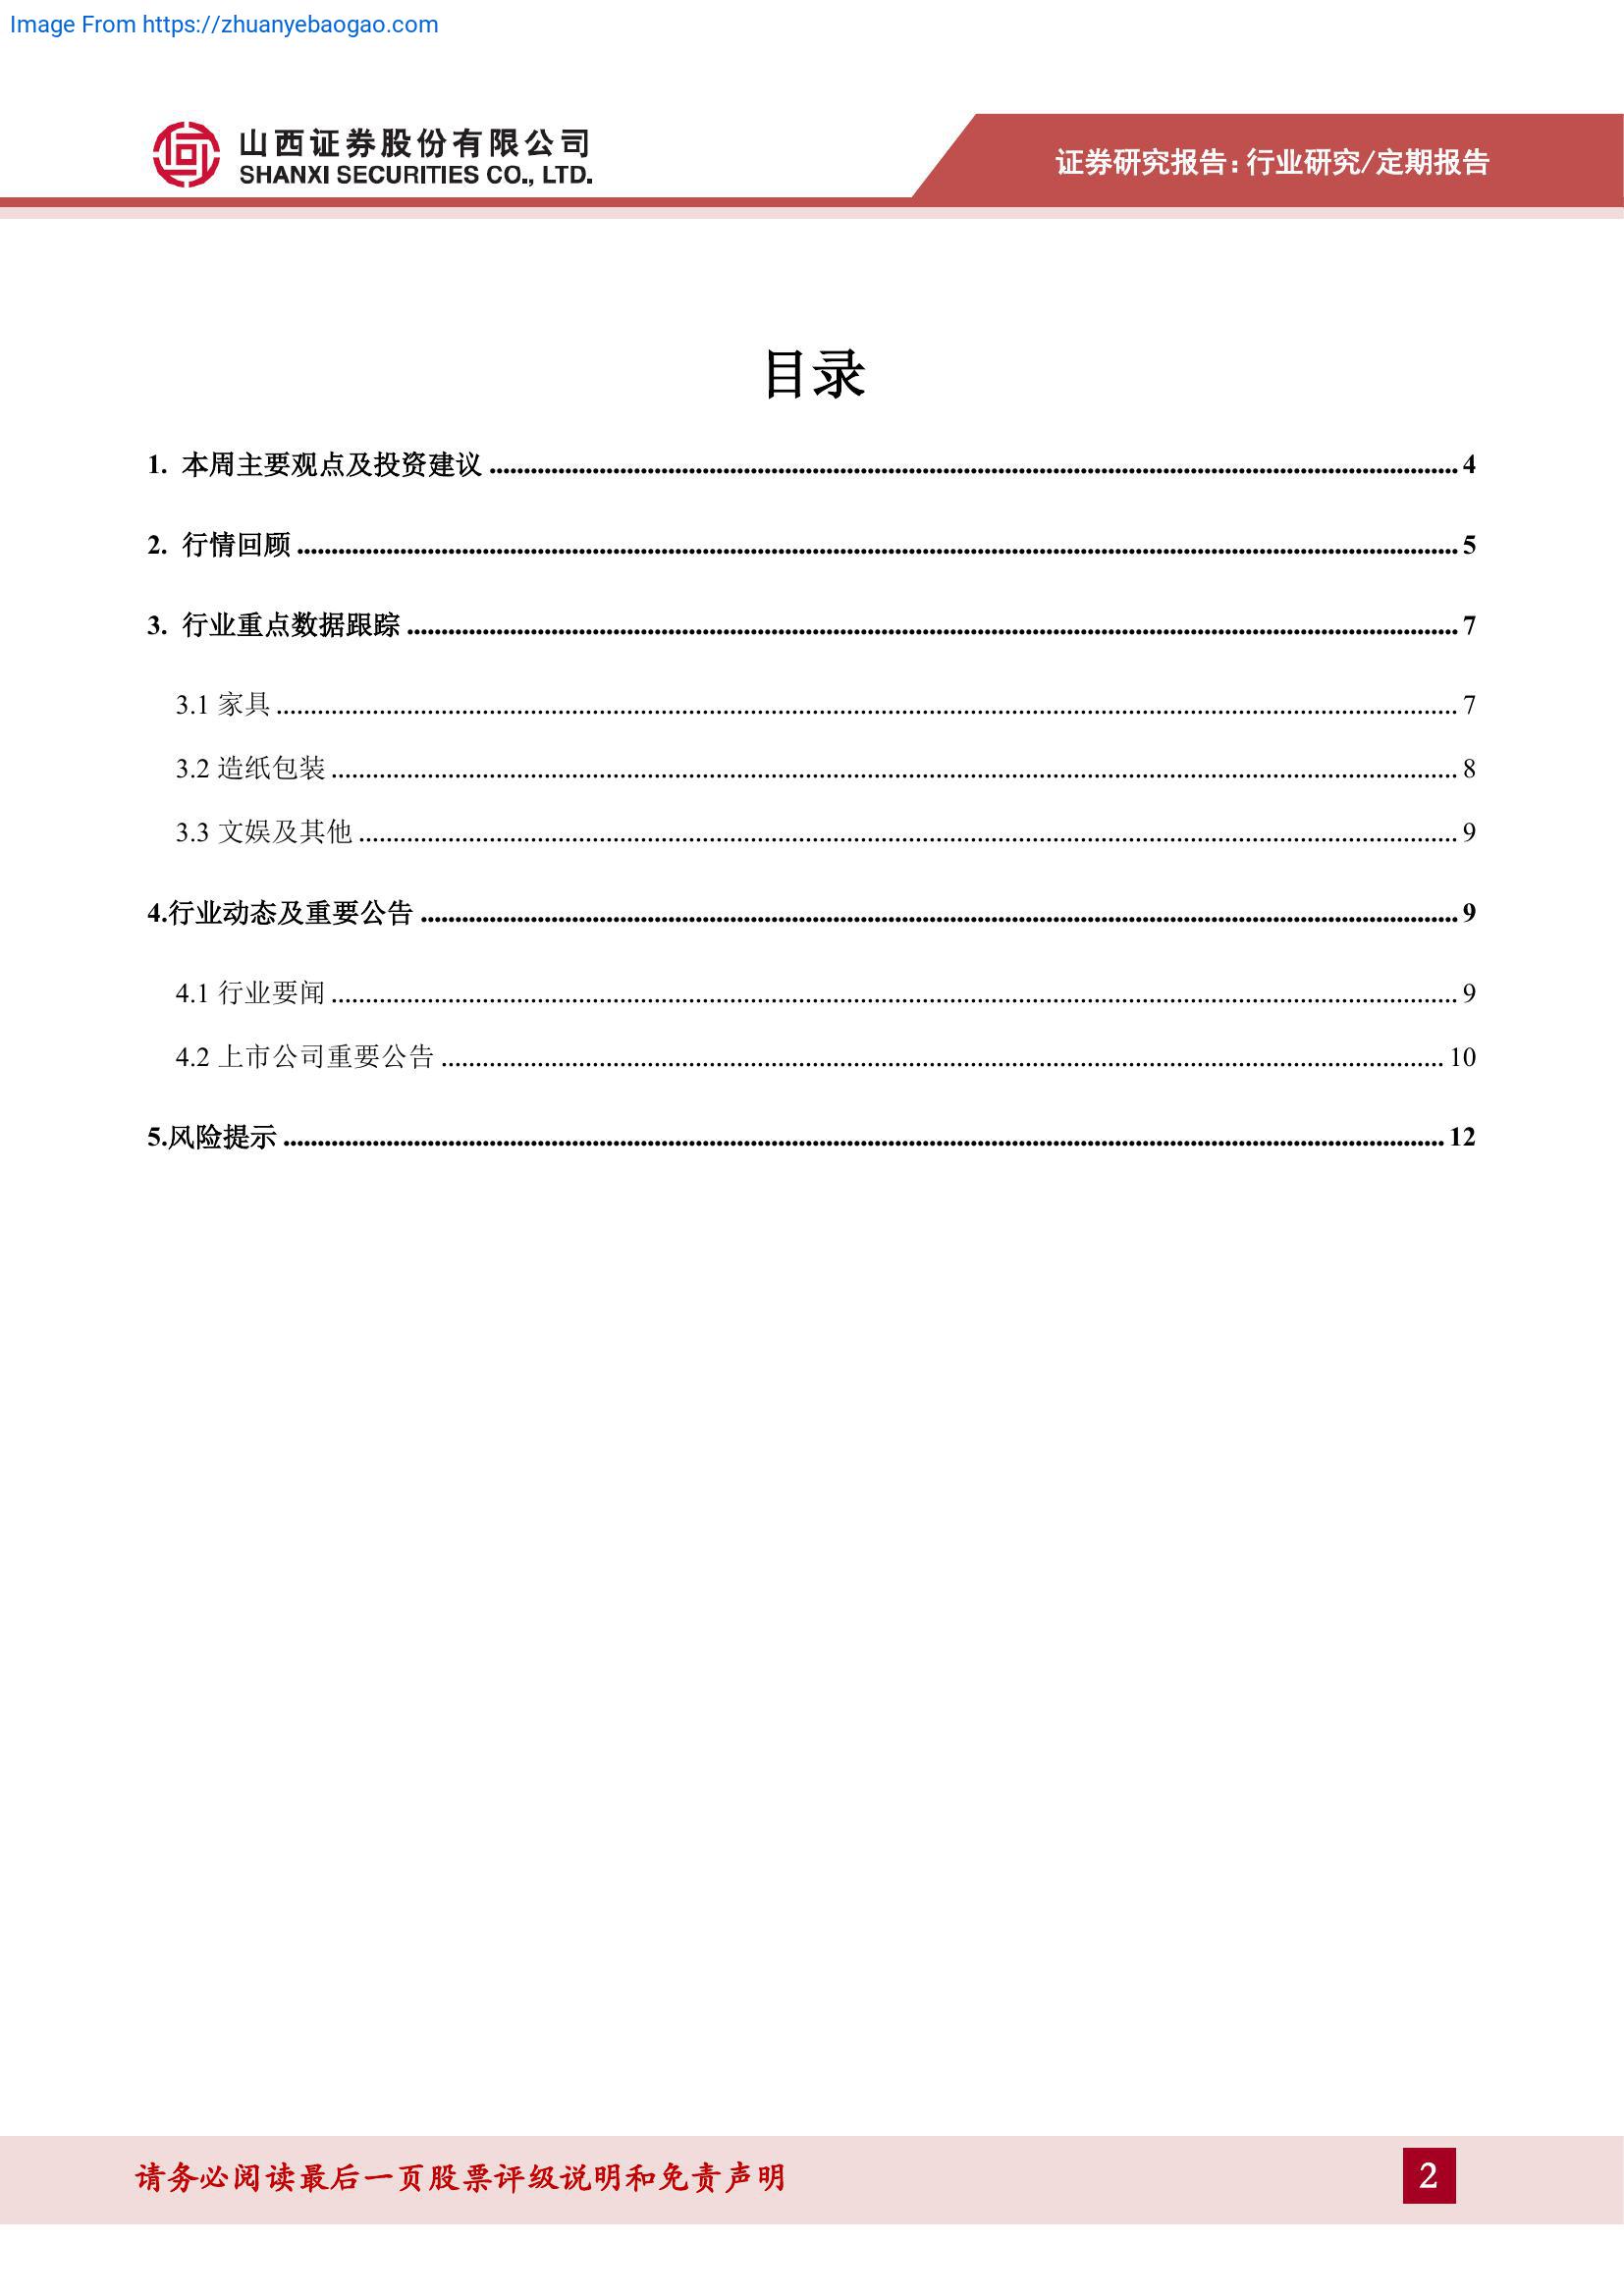 Image From https://zhuanyebaogao.com
山西证券股份有限公司
SHANXI SECURITIES CO., LTD.
证券研究报告:行业研究/定期报告
目录
1. 本周主要观点及投资建议 4
2. 行情回顾 5
3. 行业重点数据跟踪 7
3.1 家具 7
3.2 造纸包装 8
3.3 文娱及其他 9
4.行业动态及重要公告 9
4.1 行业要闻 9
4.2 上市公司重要公告 10
5.风险提示 12
请务必阅读最后一页股票评级说明和免责声明
2